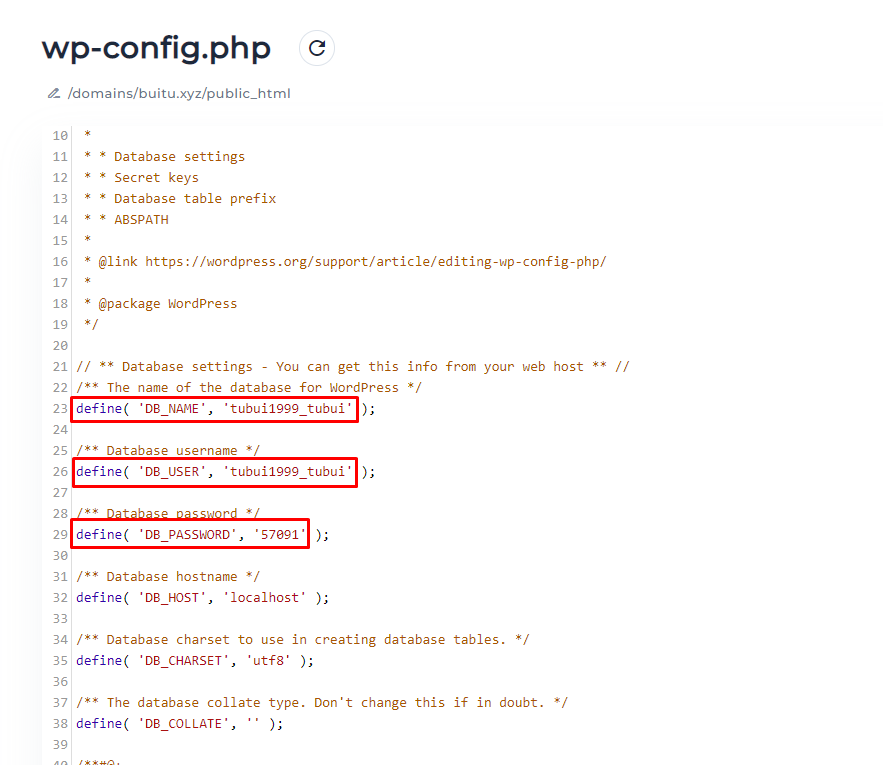 wp-config.php
/domains/buitu.xyz/public_html
10 *
11 * * Database settings
12 * * Secret keys
13 * * Database table prefix
14 * * ABSPATH
15 *
16 * @link https://wordpress.org/support/article/editing-wp-config-php/
17 *
18 * @package WordPress
19 */
20
21 // ** Database settings - You can get this info from your web host ** //
22 /** The name of the database for WordPress */
23 define( 'DB_NAME', 'tubui1999_tubui' );
24
25 /** Database username */
26 define( 'DB_USER', 'tubui1999_tubui' );
27
28 /** Database password */
29 define( 'DB_PASSWORD', '57091' );
30
31 /** Database hostname */
32 define( 'DB_HOST', 'localhost' );
33
34 /** Database charset to use in creating database tables. */
35 define( 'DB_CHARSET', 'utf8' );
36
37 /** The database collate type. Don't change this if in doubt. */
38 define( 'DB_COLLATE', '' );
39
40 /**#@+